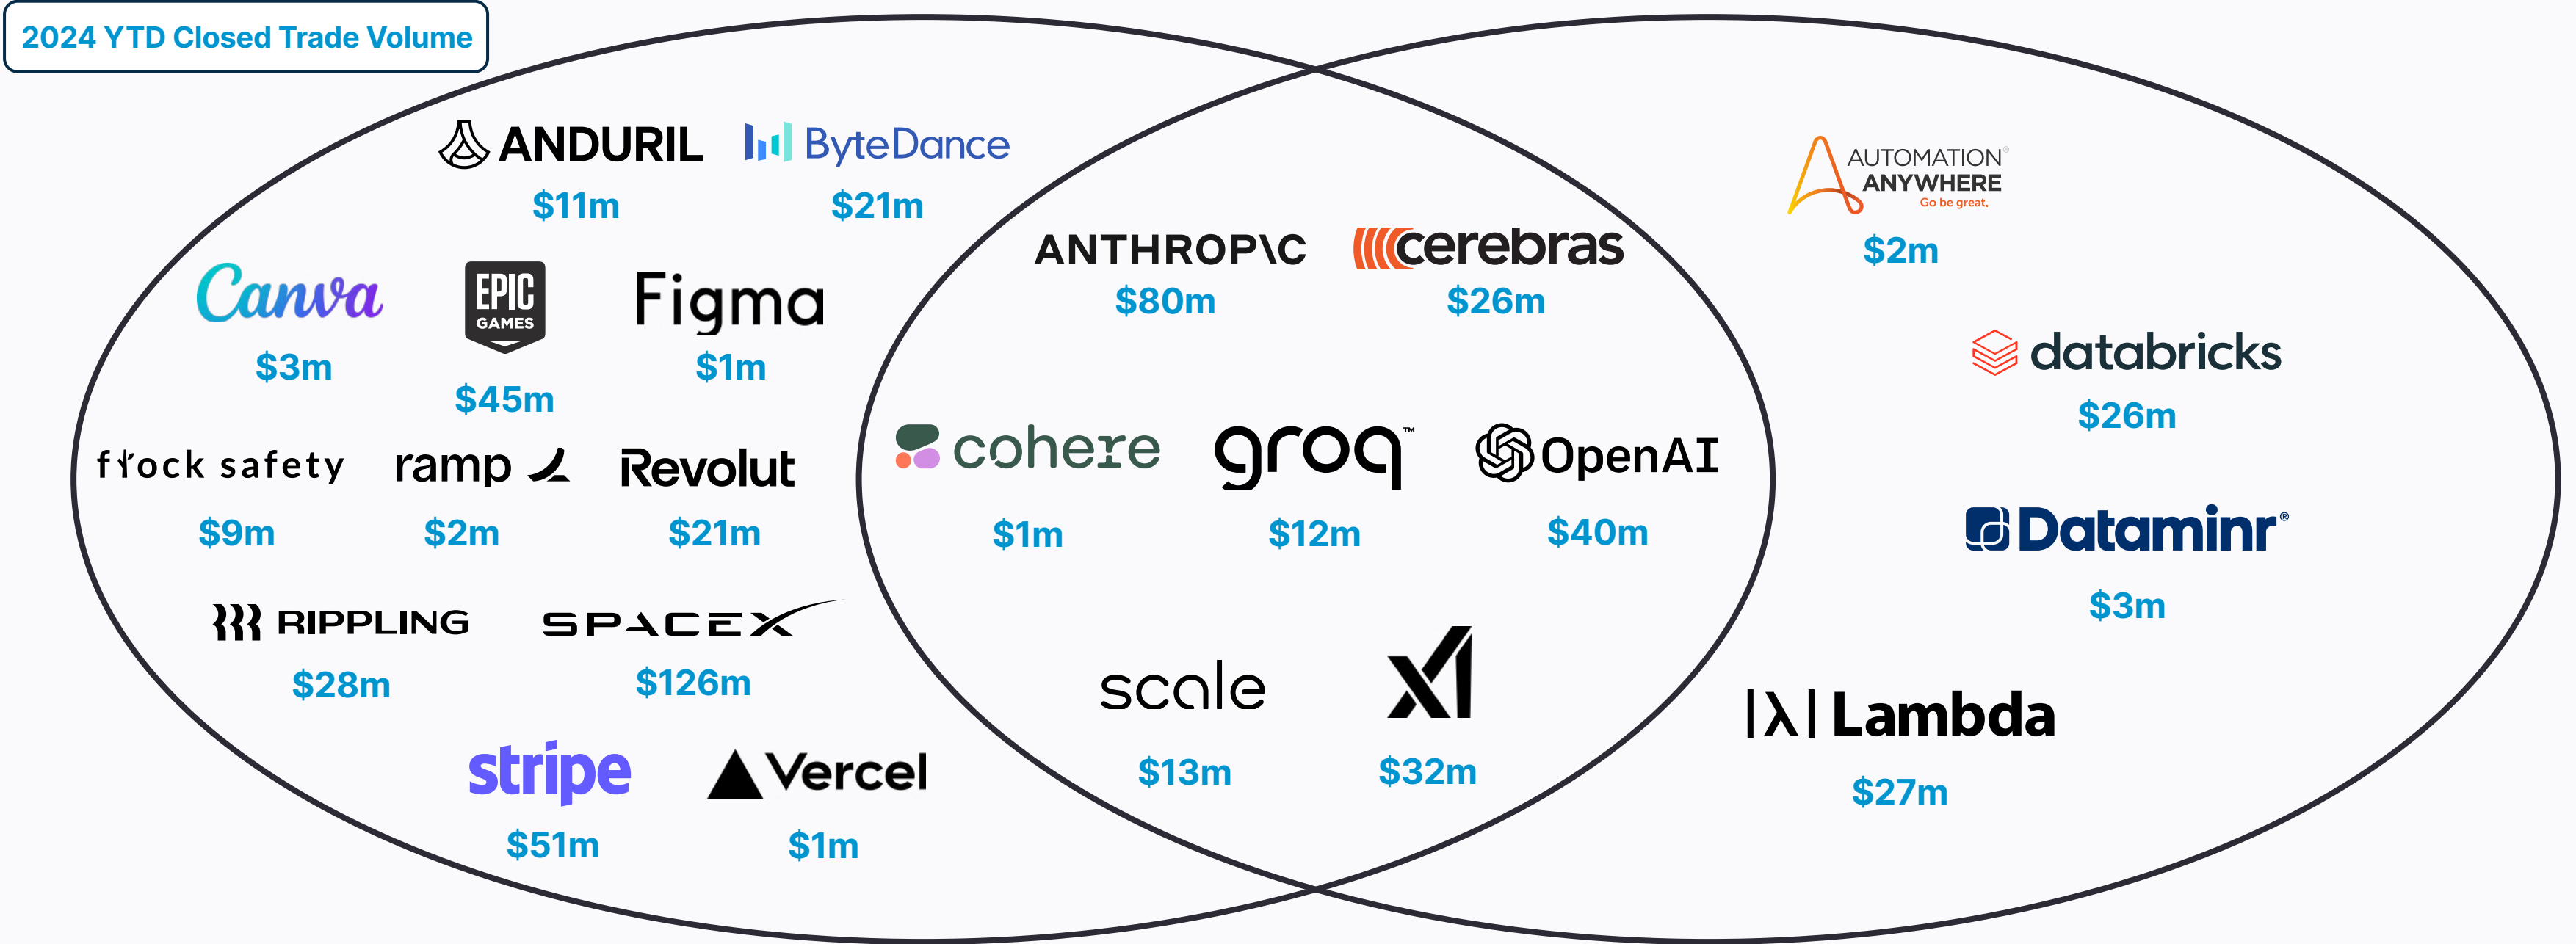 2024 YTD Closed Trade Volume
ANDURIL
$11m
ByteDance
$21m
Canva
$3m
EPIC
GAMES
$45m
Figma
$1m
flock safety
$9m
ramp
$2m
Revolut
$21m
RIPPLING
$28m
SPACEX
$126m
stripe
$51m
Vercel
$1m
ANTHROP\C
$80m
cerebras
$26m
cohere
$1m
groq™
$12m
OpenAI
$40m
scale
$13m
xI
$32m
AUTOMATION®
ANYWHERE
Go be great.
$2m
databricks
$26m
Dataminr®
$3m
|λ| Lambda
$27m